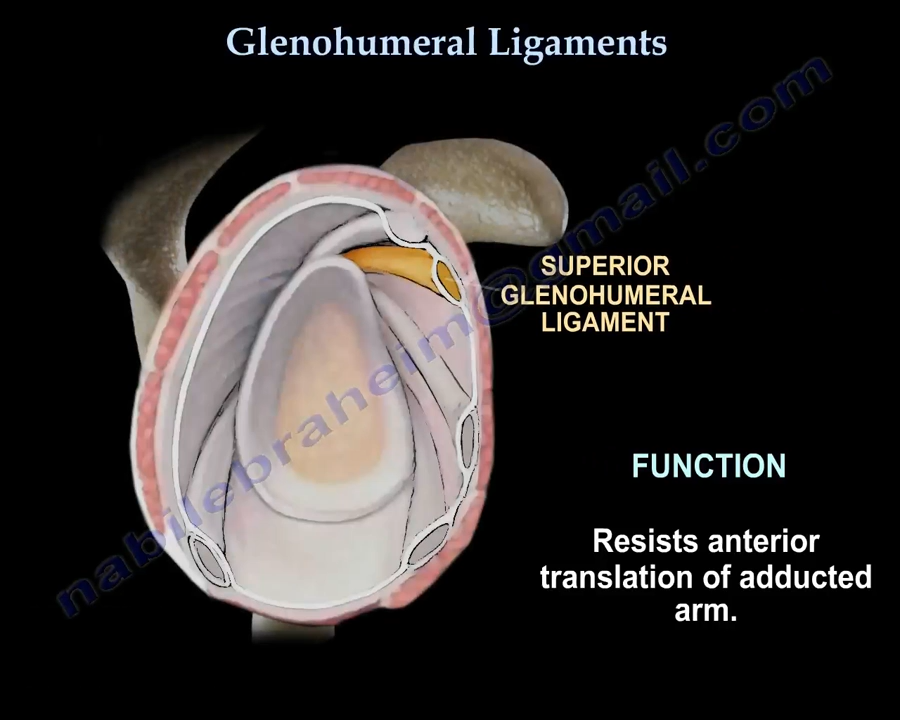 Glenohumeral Ligaments
nabilebraheim@gmail.com
SUPERIOR
GLENOHUMERAL
LIGAMENT
FUNCTION
Resists anterior
translation of adducted
arm.